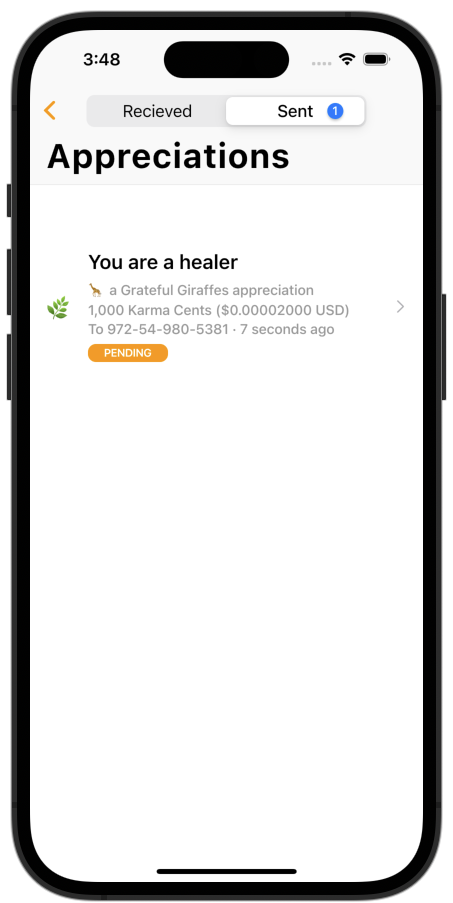 3:48
Recieved Sent 1
Appreciations
You are a healer
a Grateful Giraffes appreciation
1,000 Karma Cents ($0.00002000 USD)
To 972-54-980-5381 · 7 seconds ago
PENDING